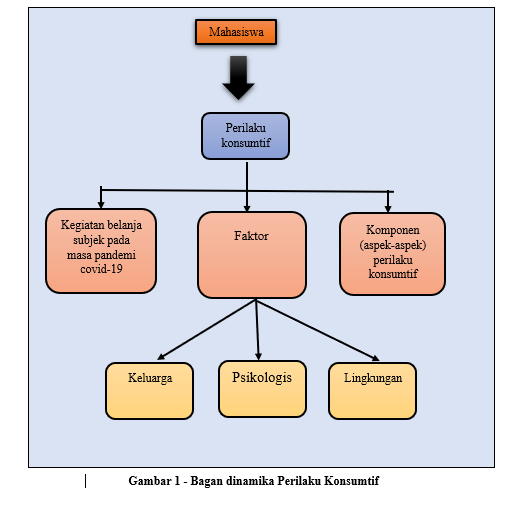 Mahasiswa
Perilaku
konsumtif
Kegiatan belanja
subjek pada
masa pandemi
covid-19
Faktor
Komponen
(aspek-aspek)
perilaku
konsumtif
Keluarga
Psikologis
Lingkungan
Gambar 1 - Bagan dinamika Perilaku Konsumtif